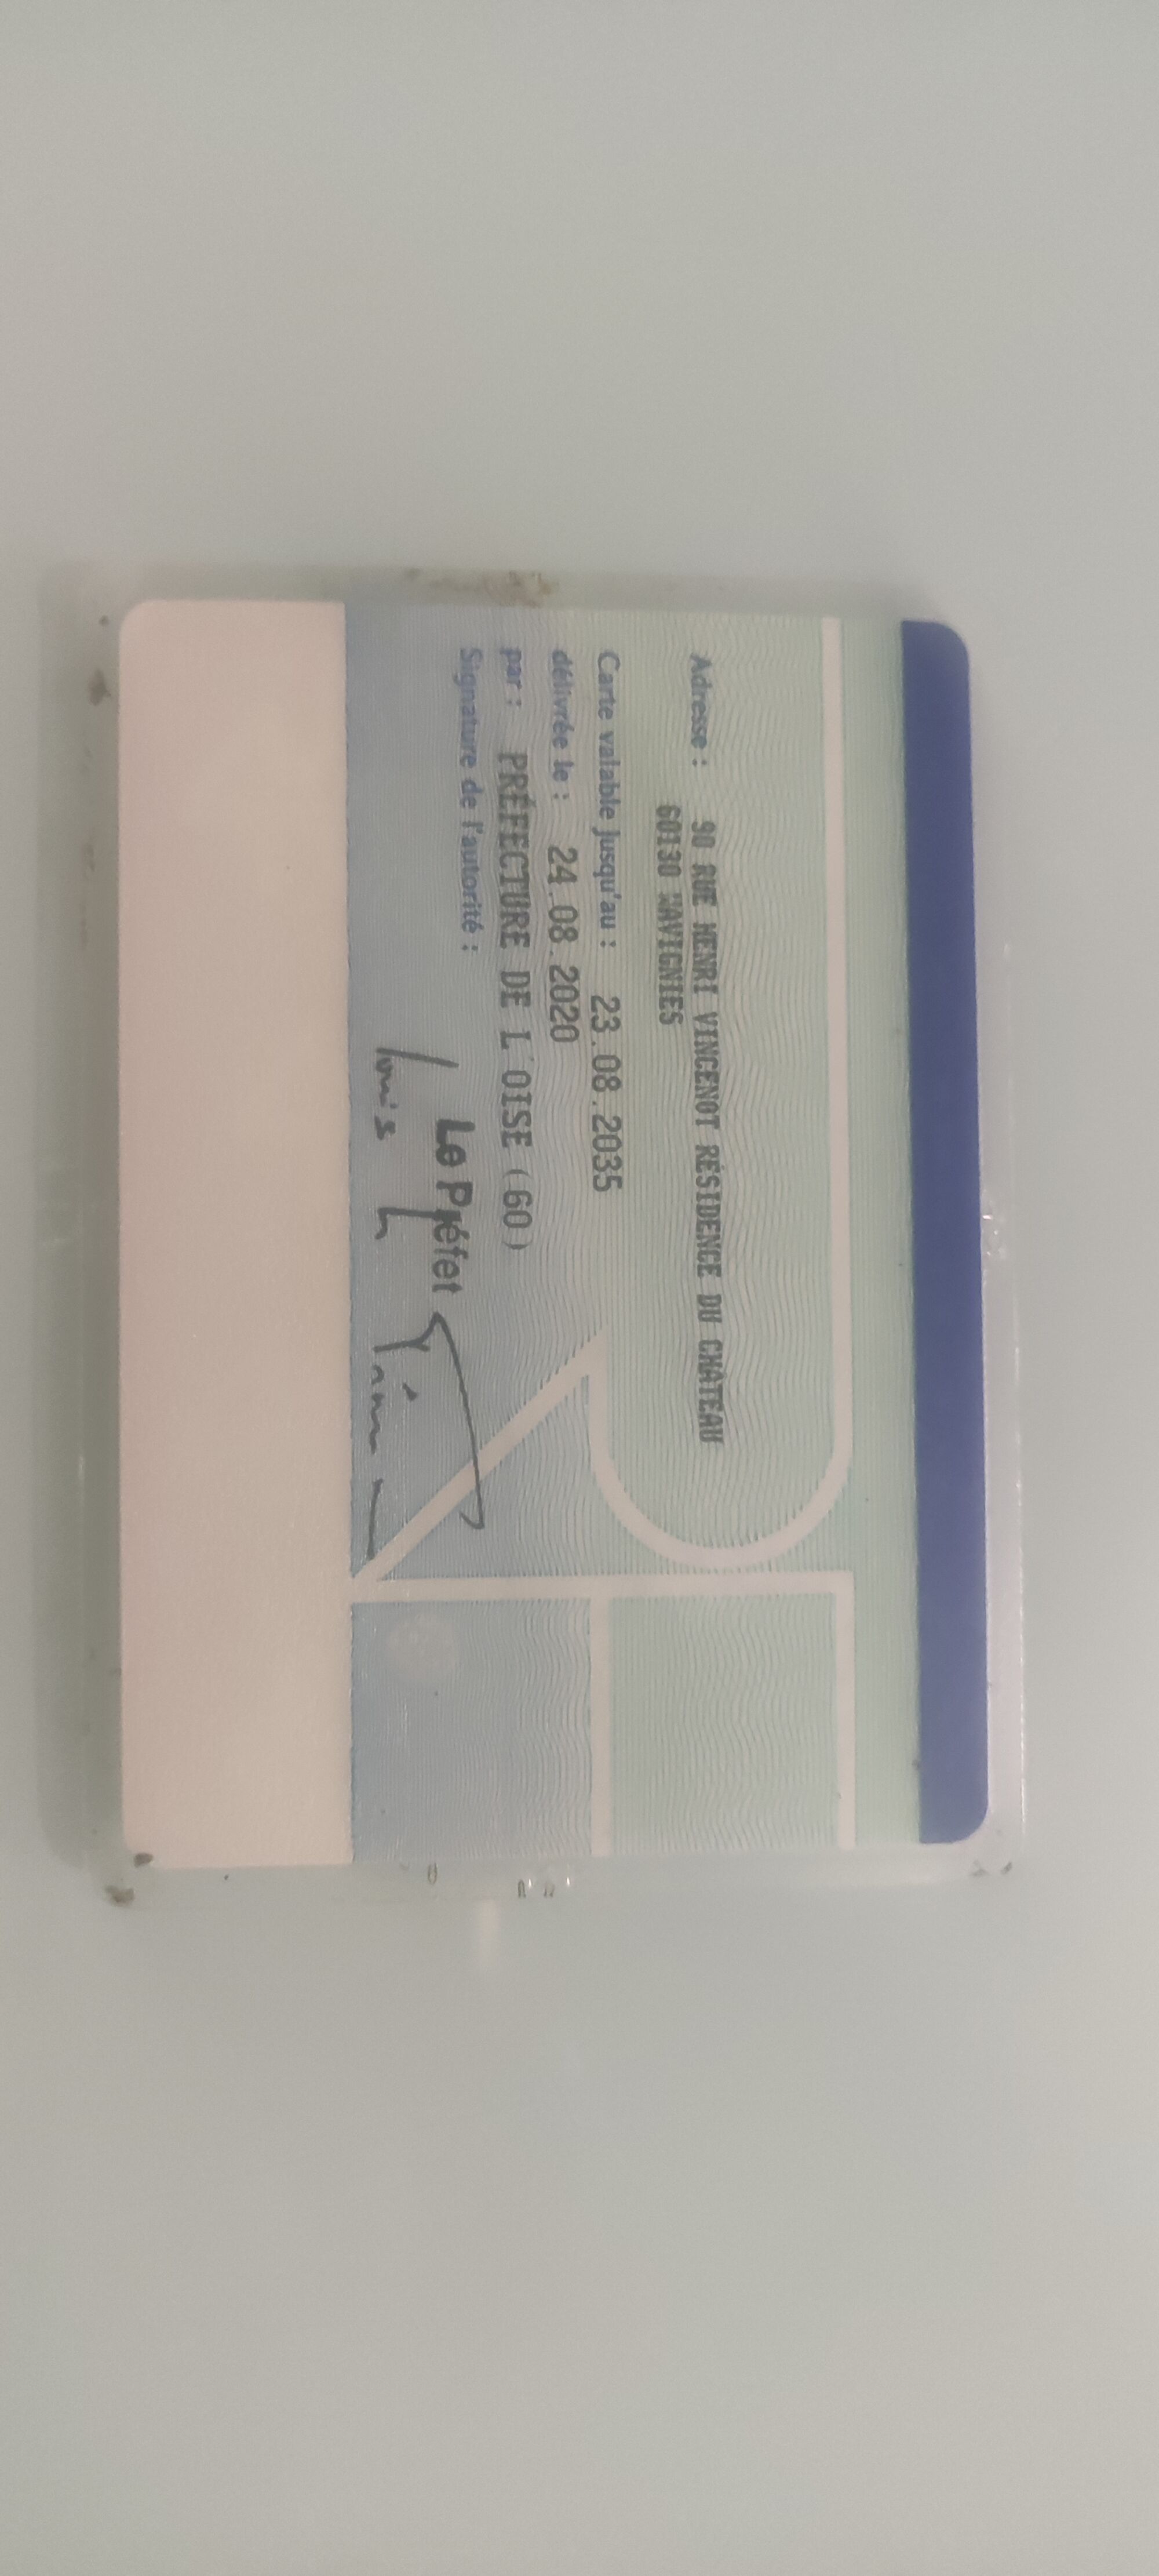 Adresse : 90 RUE HENRI VINCENOT RÉSIDENCE DU CHÂTEAU
60130 WAVIGNIES
Carte valable jusqu'au : 23.08.2035
délivrée le : 24.08.2020
par : PRÉFECTURE DE L'OISE (60)
Signature de l'autorité :
Le Préfet